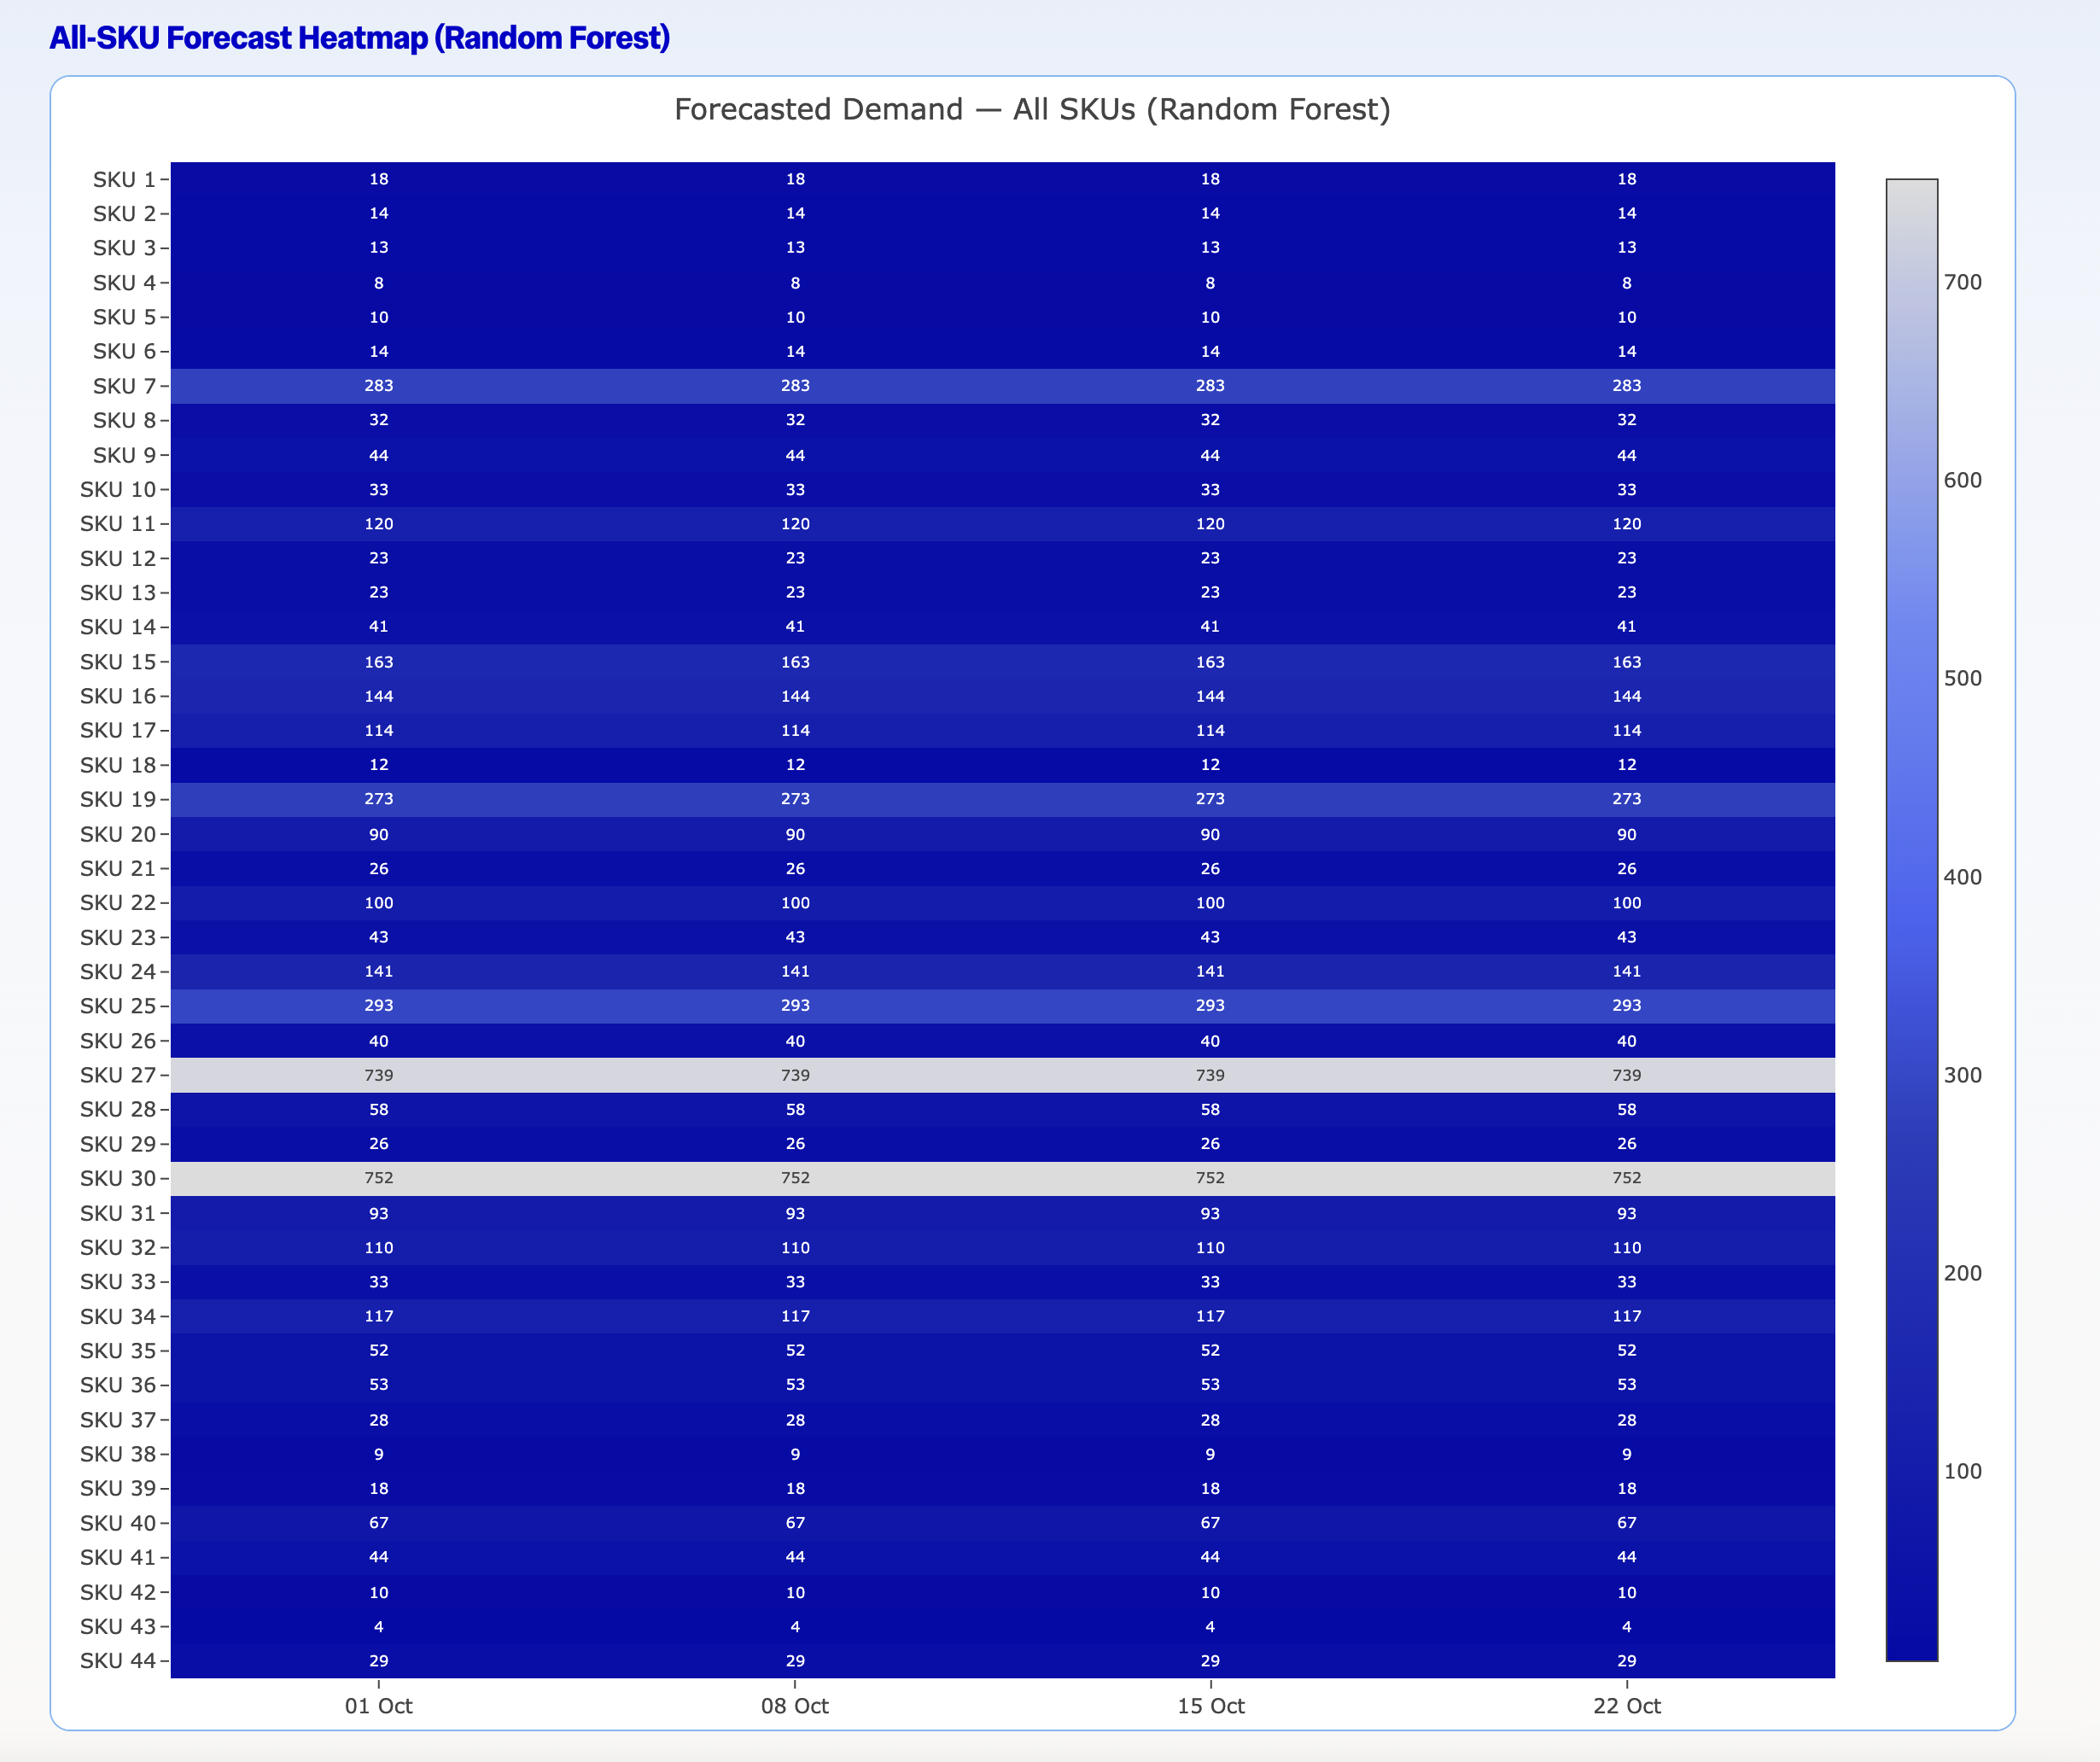 All-SKU Forecast Heatmap (Random Forest)
Forecasted Demand — All SKUs (Random Forest)
SKU 1 18 18 18 18
SKU 2 14 14 14 14
SKU 3 13 13 13 13
SKU 4 8 8 8 8
SKU 5 10 10 10 10
SKU 6 14 14 14 14
SKU 7 283 283 283 283
SKU 8 32 32 32 32
SKU 9 44 44 44 44
SKU 10 33 33 33 33
SKU 11 120 120 120 120
SKU 12 23 23 23 23
SKU 13 23 23 23 23
SKU 14 41 41 41 41
SKU 15 163 163 163 163
SKU 16 144 144 144 144
SKU 17 114 114 114 114
SKU 18 12 12 12 12
SKU 19 273 273 273 273
SKU 20 90 90 90 90
SKU 21 26 26 26 26
SKU 22 100 100 100 100
SKU 23 43 43 43 43
SKU 24 141 141 141 141
SKU 25 293 293 293 293
SKU 26 40 40 40 40
SKU 27 739 739 739 739
SKU 28 58 58 58 58
SKU 29 26 26 26 26
SKU 30 752 752 752 752
SKU 31 93 93 93 93
SKU 32 110 110 110 110
SKU 33 33 33 33 33
SKU 34 117 117 117 117
SKU 35 52 52 52 52
SKU 36 53 53 53 53
SKU 37 28 28 28 28
SKU 38 9 9 9 9
SKU 39 18 18 18 18
SKU 40 67 67 67 67
SKU 41 44 44 44 44
SKU 42 10 10 10 10
SKU 43 4 4 4 4
SKU 44 29 29 29 29
01 Oct 08 Oct 15 Oct 22 Oct
700
600
500
400
300
200
100